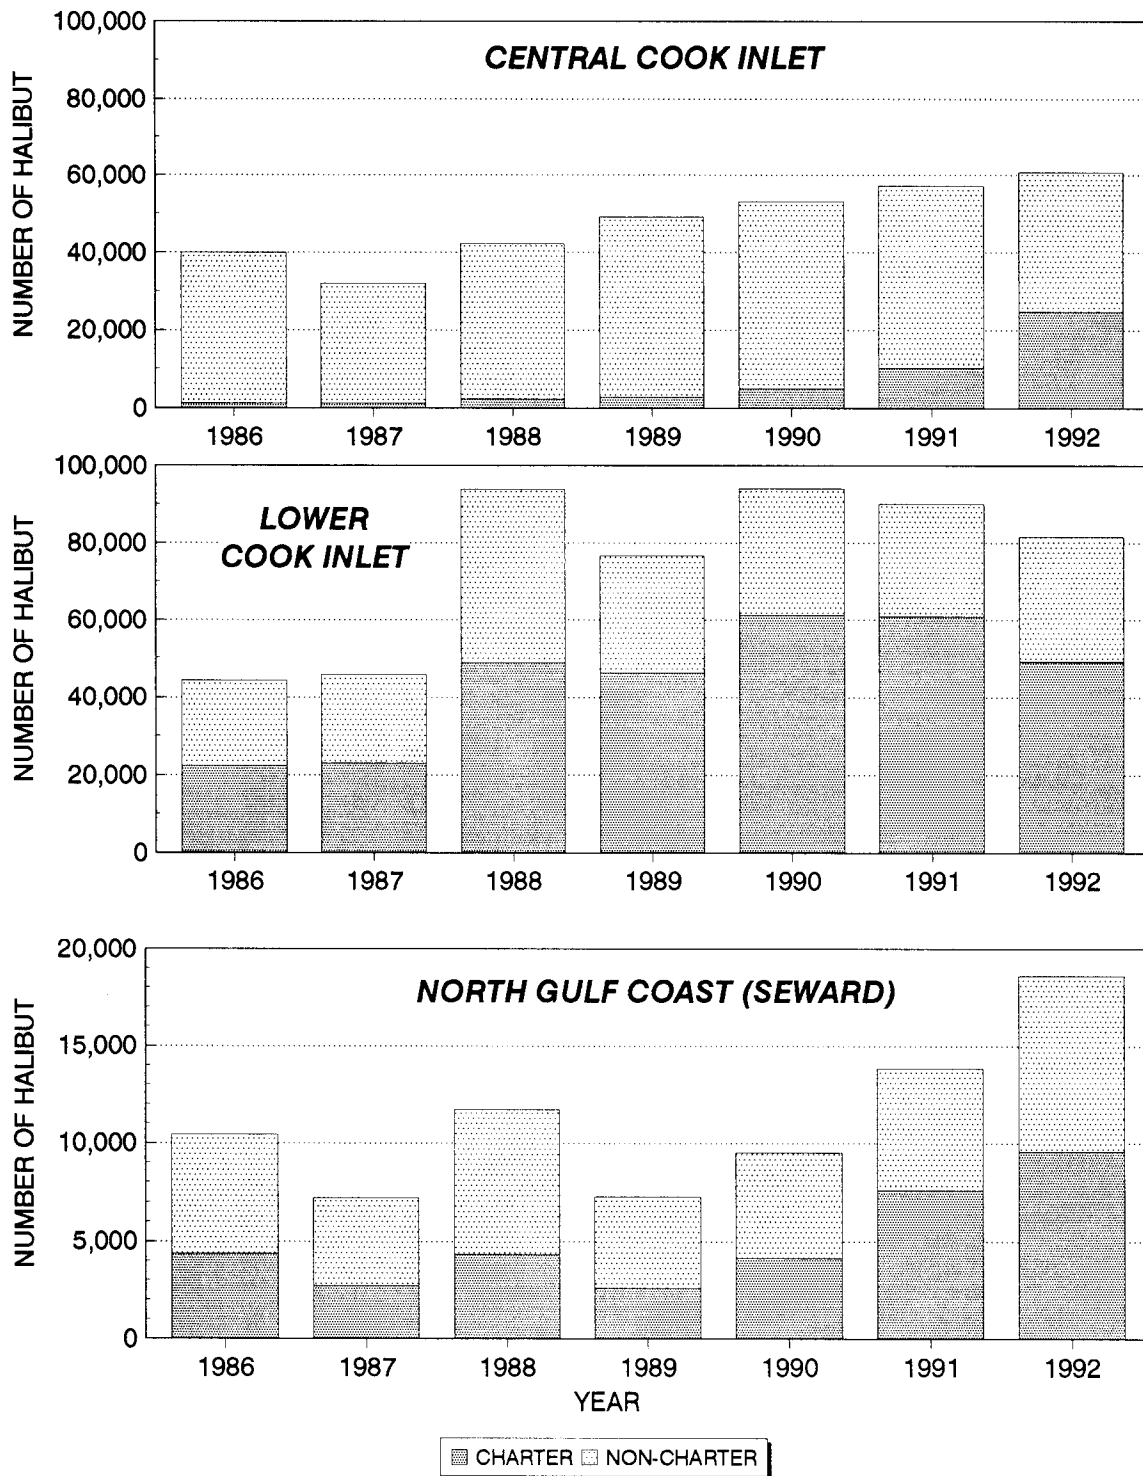 CENTRAL COOK INLET
NUMBER OF HALIBUT
100,000
80,000
60,000
40,000
20,000
0
1986 1987 1988 1989 1990 1991 1992
LOWER
COOK INLET
NUMBER OF HALIBUT
100,000
80,000
60,000
40,000
20,000
0
1986 1987 1988 1989 1990 1991 1992
NORTH GULF COAST (SEWARD)
NUMBER OF HALIBUT
20,000
15,000
10,000
5,000
0
1986 1987 1988 1989 1990 1991 1992
YEAR
CHARTER NON-CHARTER